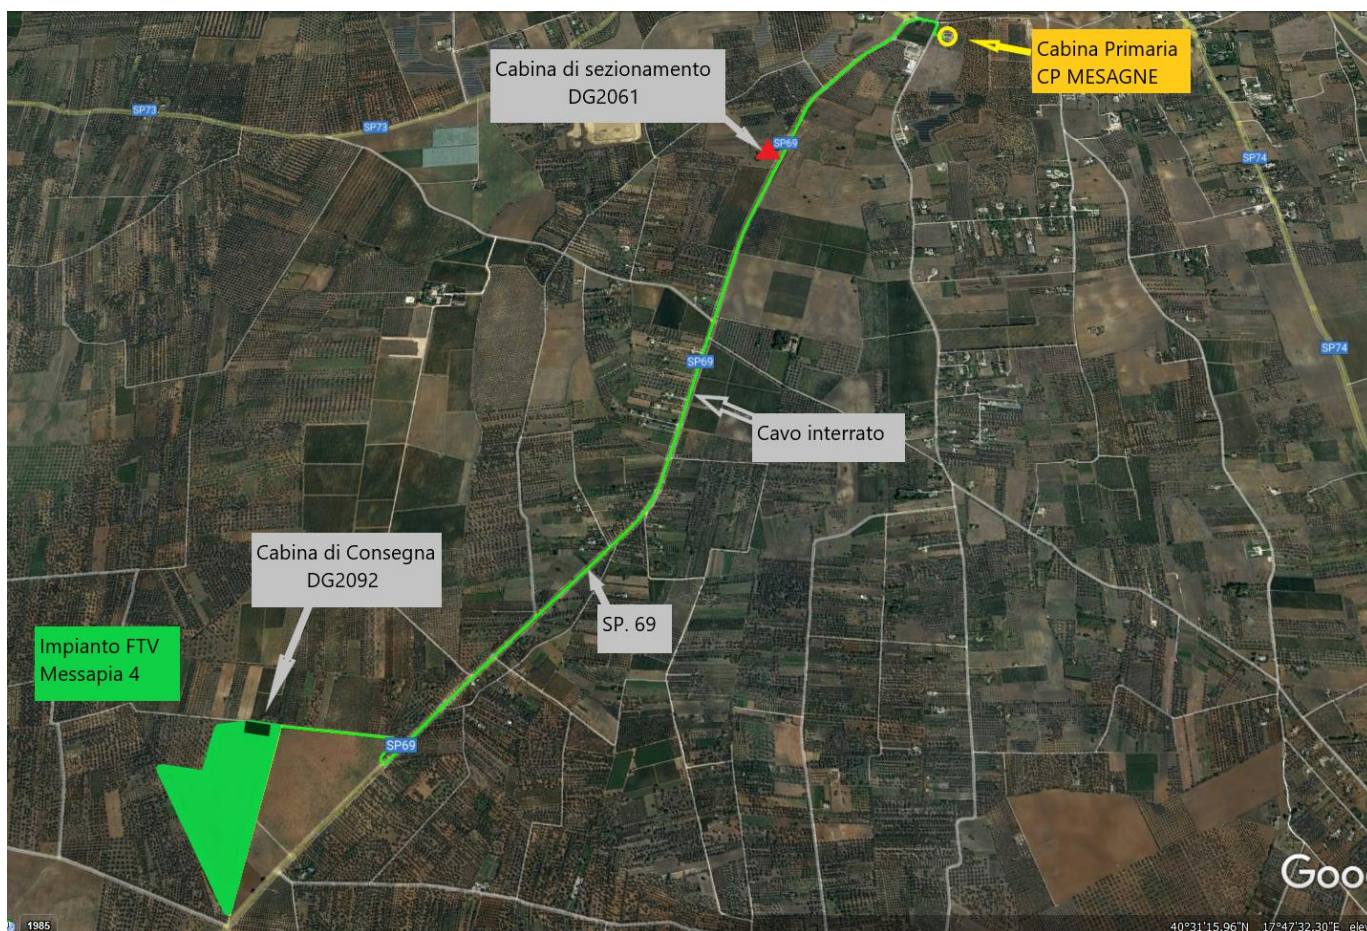 Cabina di sezionamento
DG2061
Cabina Primaria
CP MESAGNE
SP73
SP73
SP69
SP74
SP74
SP69
Cavo interrato
Cabina di Consegna
DG2092
SP. 69
Impianto FTV
Messapia 4
SP69
Goo
1985
40°31'15.96"N 17°47'32.30"E ele